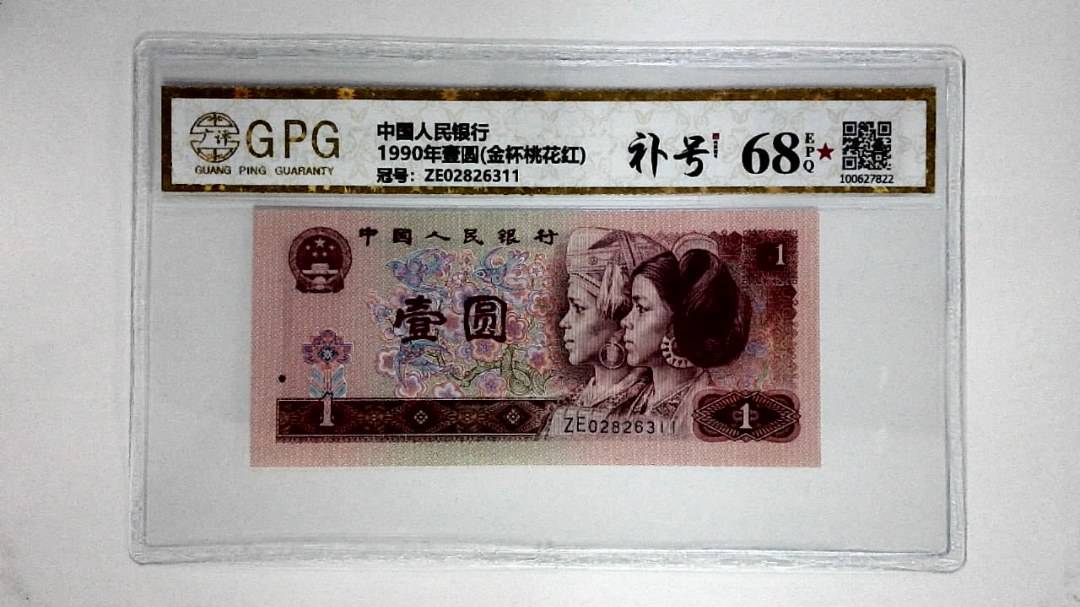 广评 GPG
GUANG PING GUARANTY
中国人民银行
1990年壹圆(金杯桃花红)
冠号：ZE02826311
补号
68 EPQ★
100627822
中国人民银行
1
壹圆
1
1
ZE02826311